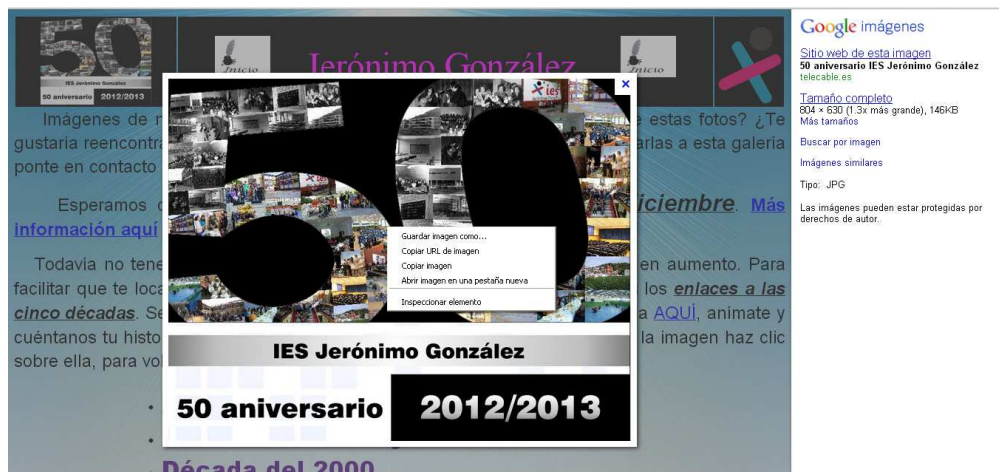 IES Jerónimo González
50 aniversario 2012/2013
Inicio
Jerónimo González
Inicio
Imágenes de
e estas fotos? ¿Te
gustaria reencontra
arlas a esta galeria
ponte en contacto
Esperamos
iciembre. Más
información aquí
Todavia no tene
en aumento. Para
facilitar que te loca
los enlaces a las
cinco décadas. Se
a AQUÍ, animate y
cuéntanos tu histo
la imagen haz clic
sobre ella, para vol
Década del 2000
50
ies
Guardar imagen como...
Copiar URL de imagen
Copiar imagen
Abrir imagen en una pestaña nueva
Inspeccionar elemento
IES Jerónimo González
50 aniversario 2012/2013
Google imágenes
Sitio web de esta imagen
50 aniversario IES Jerónimo González
telecable.es
Tamaño completo
804 × 630 (1.3x más grande), 146KB
Más tamaños
Buscar por imagen
Imágenes similares
Tipo: JPG
Las imágenes pueden estar protegidas por
derechos de autor.